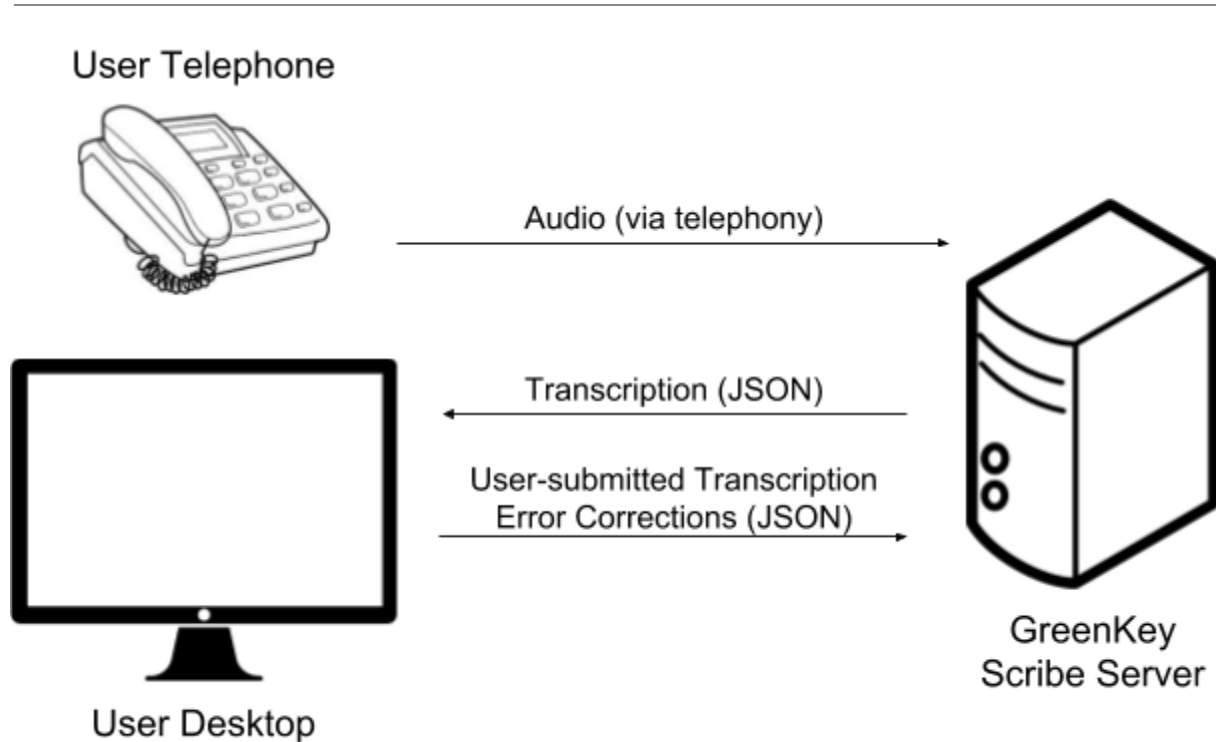 User Telephone
Audio (via telephony)
Transcription (JSON)
User-submitted Transcription
Error Corrections (JSON)
GreenKey
Scribe Server
User Desktop